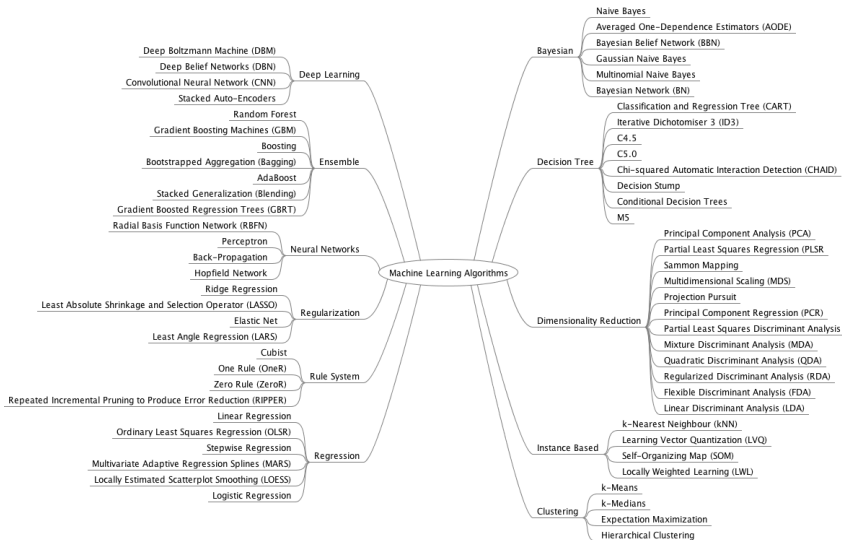 Deep Boltzmann Machine (DBM)
Deep Belief Networks (DBN)
Convolutional Neural Network (CNN)
Stacked Auto-Encoders
Deep Learning
Random Forest
Gradient Boosting Machines (GBM)
Boosting
Bootstrapped Aggregation (Bagging)
AdaBoost
Stacked Generalization (Blending)
Gradient Boosted Regression Trees (GBRT)
Ensemble
Radial Basis Function Network (RBFN)
Perceptron
Back-Propagation
Hopfield Network
Neural Networks
Ridge Regression
Least Absolute Shrinkage and Selection Operator (LASSO)
Elastic Net
Least Angle Regression (LARS)
Regularization
Cubist
One Rule (OneR)
Zero Rule (ZeroR)
Repeated Incremental Pruning to Produce Error Reduction (RIPPER)
Rule System
Linear Regression
Ordinary Least Squares Regression (OLSR)
Stepwise Regression
Multivariate Adaptive Regression Splines (MARS)
Locally Estimated Scatterplot Smoothing (LOESS)
Logistic Regression
Regression
Machine Learning Algorithms
Bayesian
Naive Bayes
Averaged One-Dependence Estimators (AODE)
Bayesian Belief Network (BBN)
Gaussian Naive Bayes
Multinomial Naive Bayes
Bayesian Network (BN)
Decision Tree
Classification and Regression Tree (CART)
Iterative Dichotomiser 3 (ID3)
C4.5
C5.0
Chi-squared Automatic Interaction Detection (CHAID)
Decision Stump
Conditional Decision Trees
M5
Dimensionality Reduction
Principal Component Analysis (PCA)
Partial Least Squares Regression (PLSR
Sammon Mapping
Multidimensional Scaling (MDS)
Projection Pursuit
Principal Component Regression (PCR)
Partial Least Squares Discriminant Analysis
Mixture Discriminant Analysis (MDA)
Quadratic Discriminant Analysis (QDA)
Regularized Discriminant Analysis (RDA)
Flexible Discriminant Analysis (FDA)
Linear Discriminant Analysis (LDA)
Instance Based
k-Nearest Neighbour (kNN)
Learning Vector Quantization (LVQ)
Self-Organizing Map (SOM)
Locally Weighted Learning (LWL)
Clustering
k-Means
k-Medians
Expectation Maximization
Hierarchical Clustering